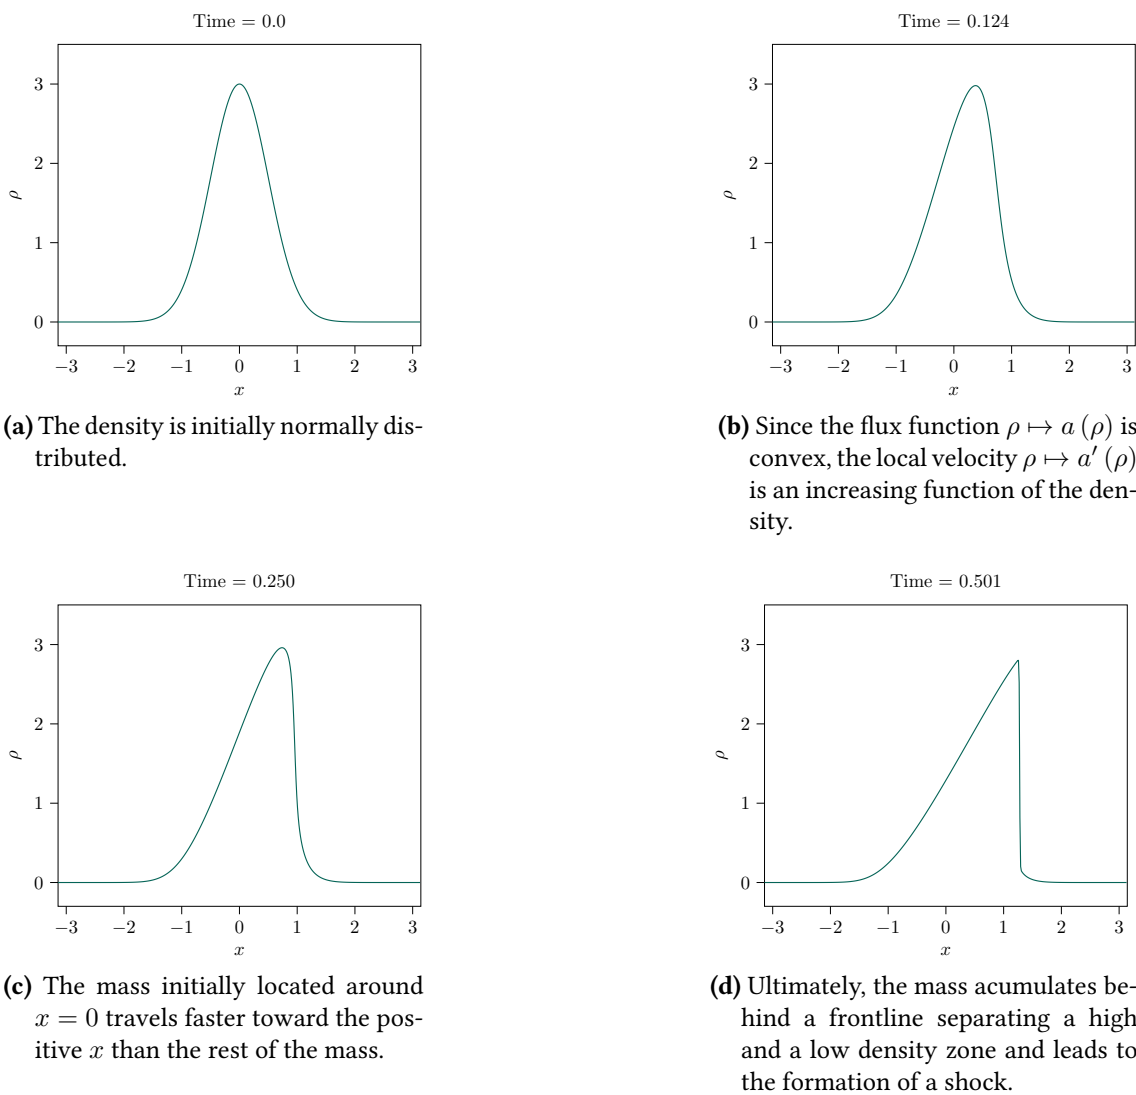 Time = 0.0
3
2
1
0
ρ
−3 −2 −1 0 1 2 3
x
(a) The density is initially normally dis-
tributed.
Time = 0.124
3
2
1
0
ρ
−3 −2 −1 0 1 2 3
x
(b) Since the flux function ρ ↦ a (ρ) is
convex, the local velocity ρ ↦ a′ (ρ)
is an increasing function of the den-
sity.
Time = 0.250
3
2
1
0
ρ
−3 −2 −1 0 1 2 3
x
(c) The mass initially located around
x = 0 travels faster toward the pos-
itive x than the rest of the mass.
Time = 0.501
3
2
1
0
ρ
−3 −2 −1 0 1 2 3
x
(d) Ultimately, the mass acumulates be-
hind a frontline separating a high
and a low density zone and leads to
the formation of a shock.